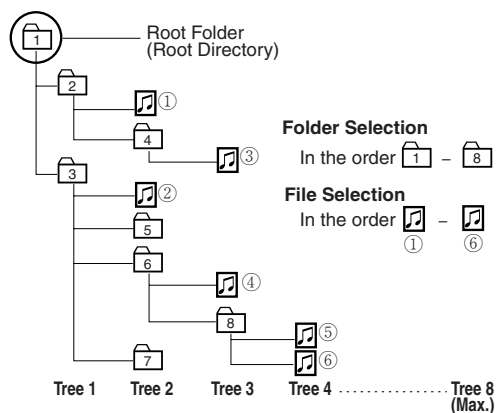 1
Root Folder
(Root Directory)
2
①
4
③
3
②
5
6
④
8
⑤
⑥
7
Folder Selection
In the order 1 – 8
File Selection
In the order –
① ⑥
Tree 1 Tree 2 Tree 3 Tree 4 .................... Tree 8
(Max.)